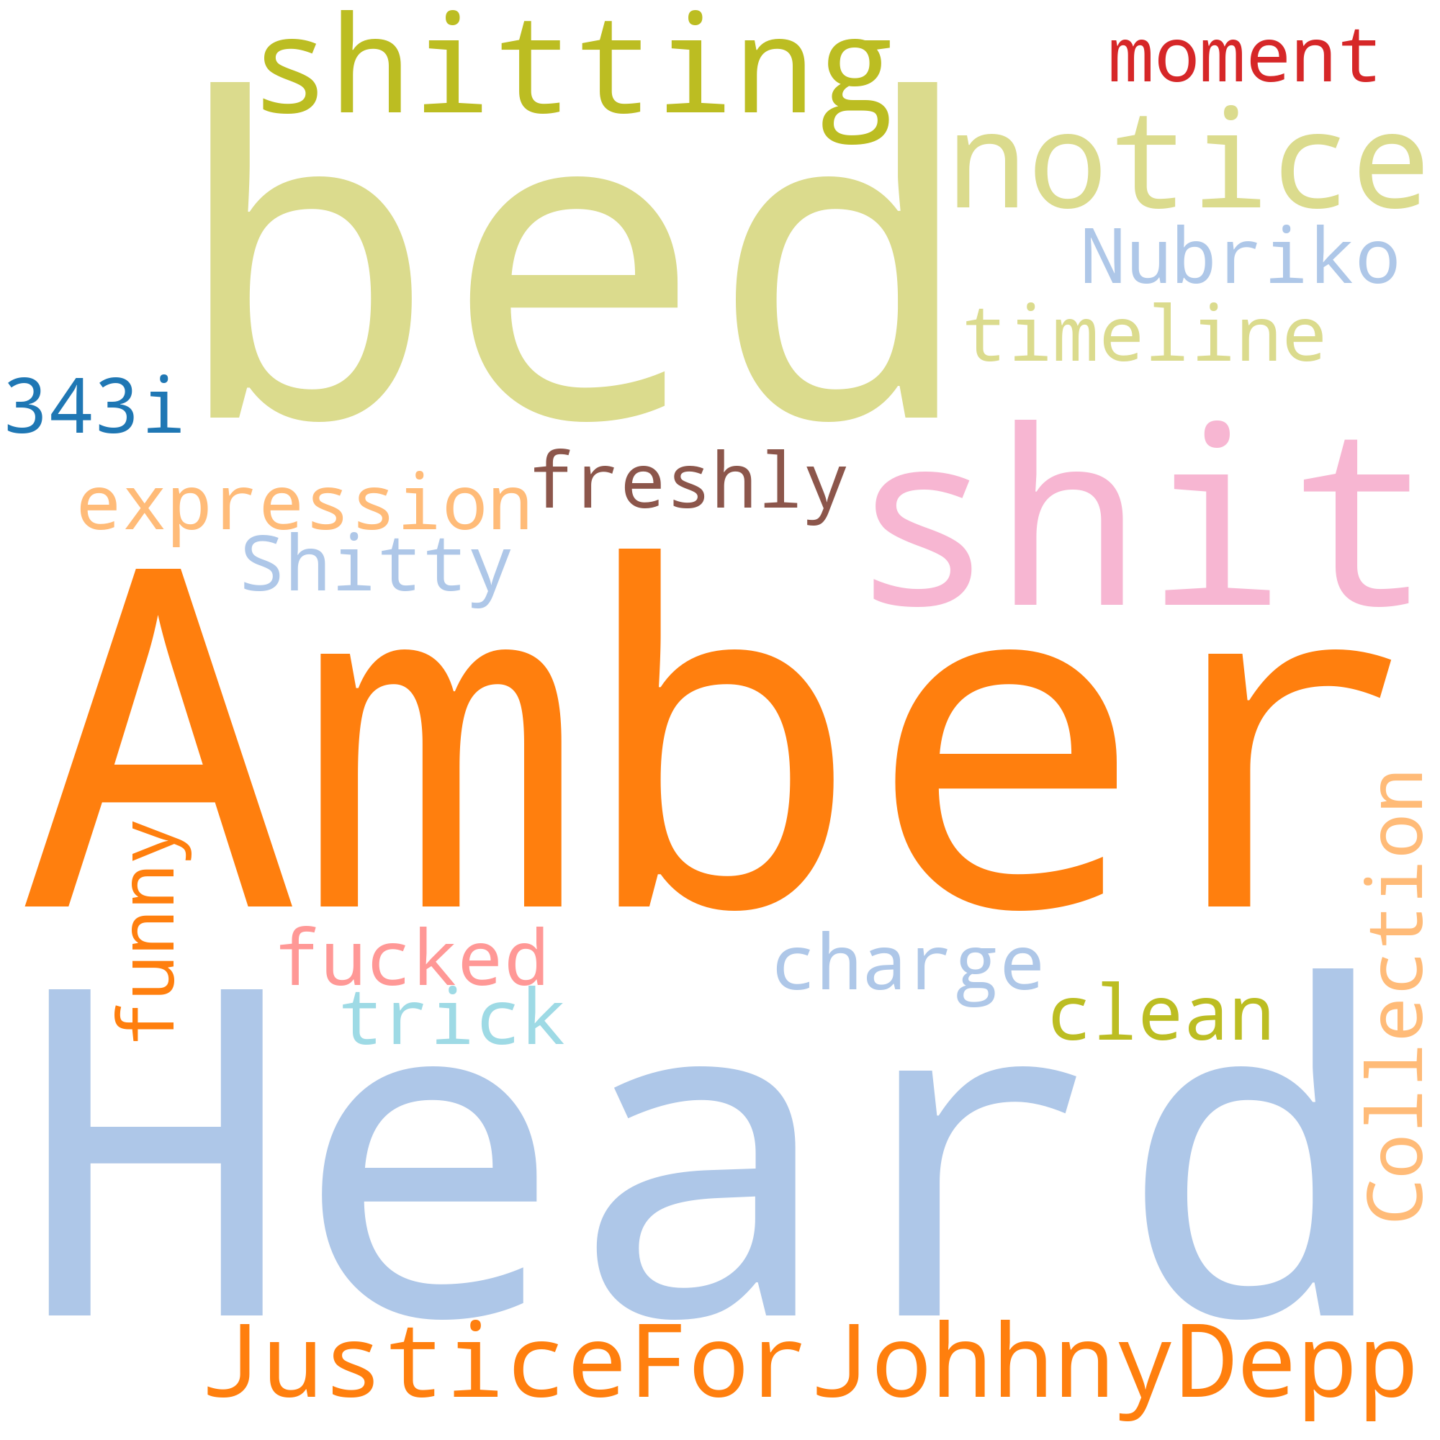 shitting
moment
bed
notice
Nubriko
timeline
343i
shit
freshly
expression
Shitty
Amber
funny
Collection
fucked
charge
trick
clean
Heard
JusticeForJohhnyDepp